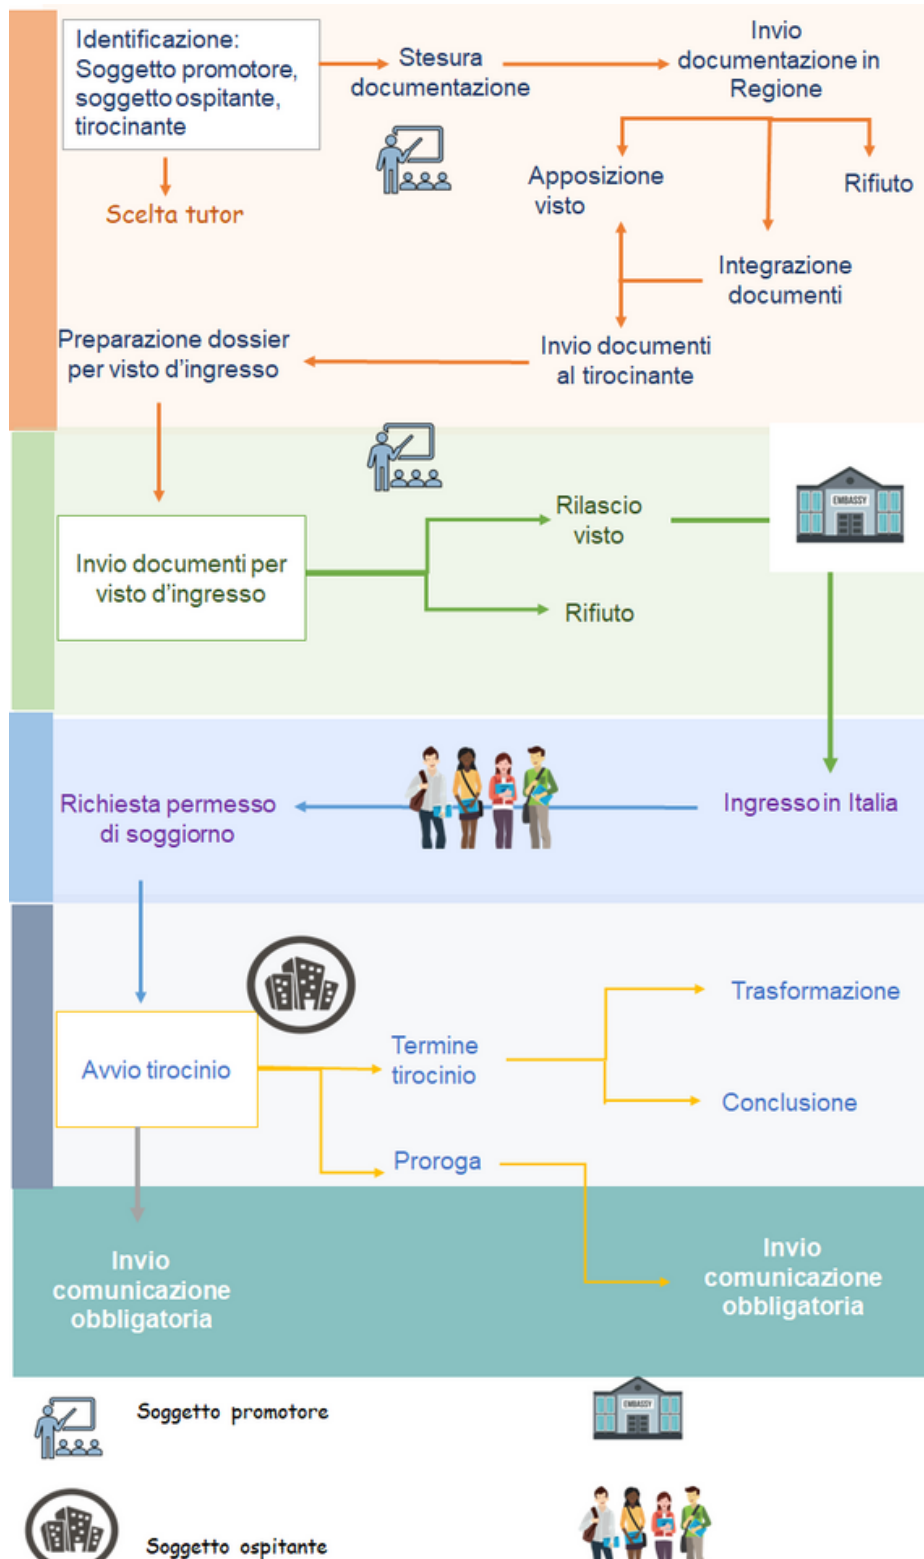 Identificazione:
Soggetto promotore,
soggetto ospitante,
tirocinante
Stesura
documentazione
Invio
documentazione in
Regione
Scelta tutor
Apposizione
visto
Rifiuto
Integrazione
documenti
Preparazione dossier
per visto d'ingresso
Invio documenti
al tirocinante
Invio documenti per
visto d'ingresso
Rilascio
visto
EMBASSY
Rifiuto
Richiesta permesso
di soggiorno
Ingresso in Italia
Avvio tirocinio
Termine
tirocinio
Trasformazione
Conclusione
Proroga
Invio
comunicazione
obbligatoria
Invio
comunicazione
obbligatoria
Soggetto promotore
EMBASSY
Soggetto ospitante